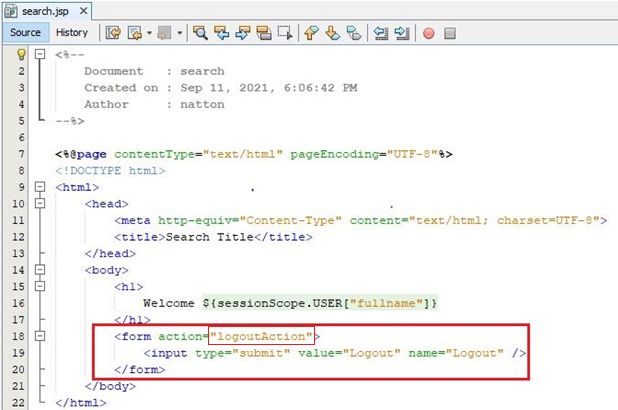 search.jsp
Source History
1 <%--
2 Document : search
3 Created on : Sep 11, 2021, 6:06:42 PM
4 Author : natton
5 --%>
6
7 <%@page contentType="text/html" pageEncoding="UTF-8"%>
8 <!DOCTYPE html>
9 <html>
10 <head>
11 <meta http-equiv="Content-Type" content="text/html; charset=UTF-8">
12 <title>Search Title</title>
13 </head>
14 <body>
15 <h1>
16 Welcome ${sessionScope.USER["fullname"]}
17 </h1>
18 <form action="logoutAction">
19 <input type="submit" value="Logout" name="Logout" />
20 </form>
21 </body>
22 </html>